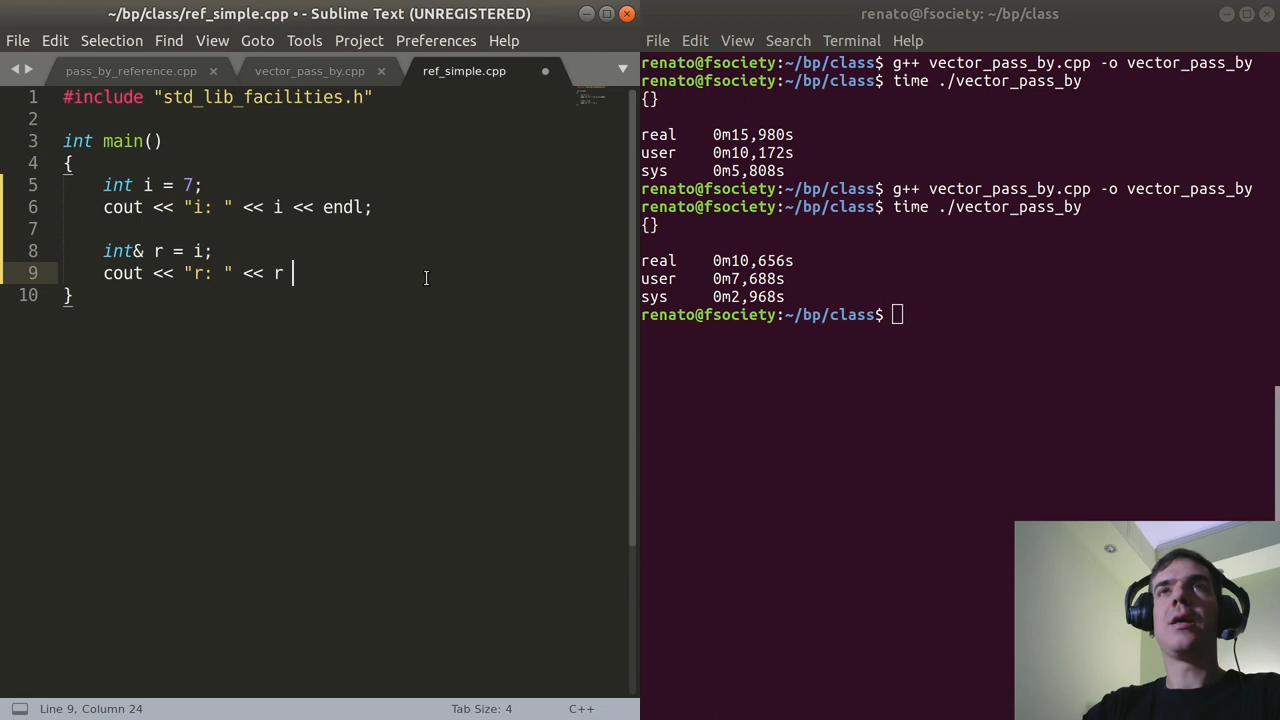 ~/bp/class/ref_simple.cpp • - Sublime Text (UNREGISTERED)
File Edit Selection Find View Goto Tools Project Preferences Help
pass_by_reference.cpp
vector_pass_by.cpp
ref_simple.cpp
1 #include "std_lib_facilities.h"
2
3 int main()
4 {
5 int i = 7;
6 cout << "i: " << i << endl;
7
8 int& r = i;
9 cout << "r: " << r
10 }
Line 9, Column 24
Tab Size: 4
C++
renato@fsociety: ~/bp/class
File Edit View Search Terminal Help
renato@fsociety:~/bp/class$ g++ vector_pass_by.cpp -o vector_pass_by
renato@fsociety:~/bp/class$ time ./vector_pass_by
{}
real 0m15,980s
user 0m10,172s
sys 0m5,808s
renato@fsociety:~/bp/class$ g++ vector_pass_by.cpp -o vector_pass_by
renato@fsociety:~/bp/class$ time ./vector_pass_by
{}
real 0m10,656s
user 0m7,688s
sys 0m2,968s
renato@fsociety:~/bp/class$